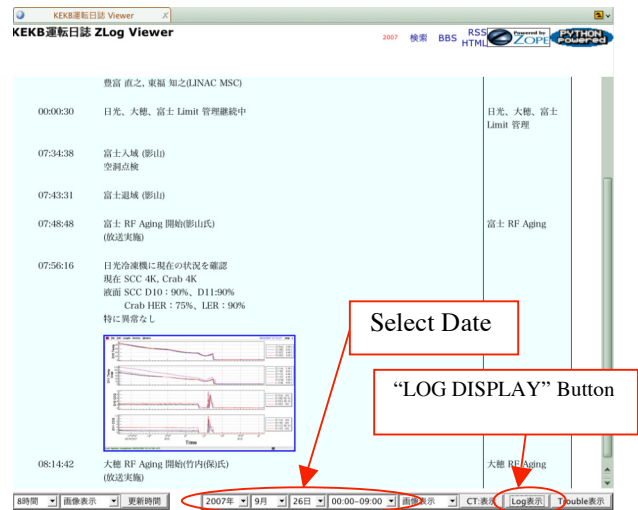 KEKB運転日誌 Viewer
KEKB運転日誌 ZLog Viewer
2007 検索 BBS RSS HTML
Powered by ZOPE
PYTHON Powered
豊富 直之, 東福 知之(LINAC MSC)
00:00:30 日光、大穂、富士 Limit 管理継続中 日光、大穂、富士
Limit 管理
07:34:38 富士入域 (影山)
空洞点検
07:43:31 富士退域 (影山)
07:48:48 富士 RF Aging 開始(影山氏) 富士 RF Aging
(放送実施)
07:56:16 日光冷凍機に現在の状況を確認
現在 SCC 4K, Crab 4K
液面 SCC D10：90%、D11:90%
Crab HER：75%、LER：90%
特に異常なし
Select Date
“LOG DISPLAY” Button
Time
08:14:42 大穂 RF Aging 開始(竹内(保)氏) 大穂 RF Aging
(放送実施)
8時間 画像表示 更新時間 2007年 9月 26日 00:00~09:00 画像表示 CT:表示 Log表示 Trouble表示